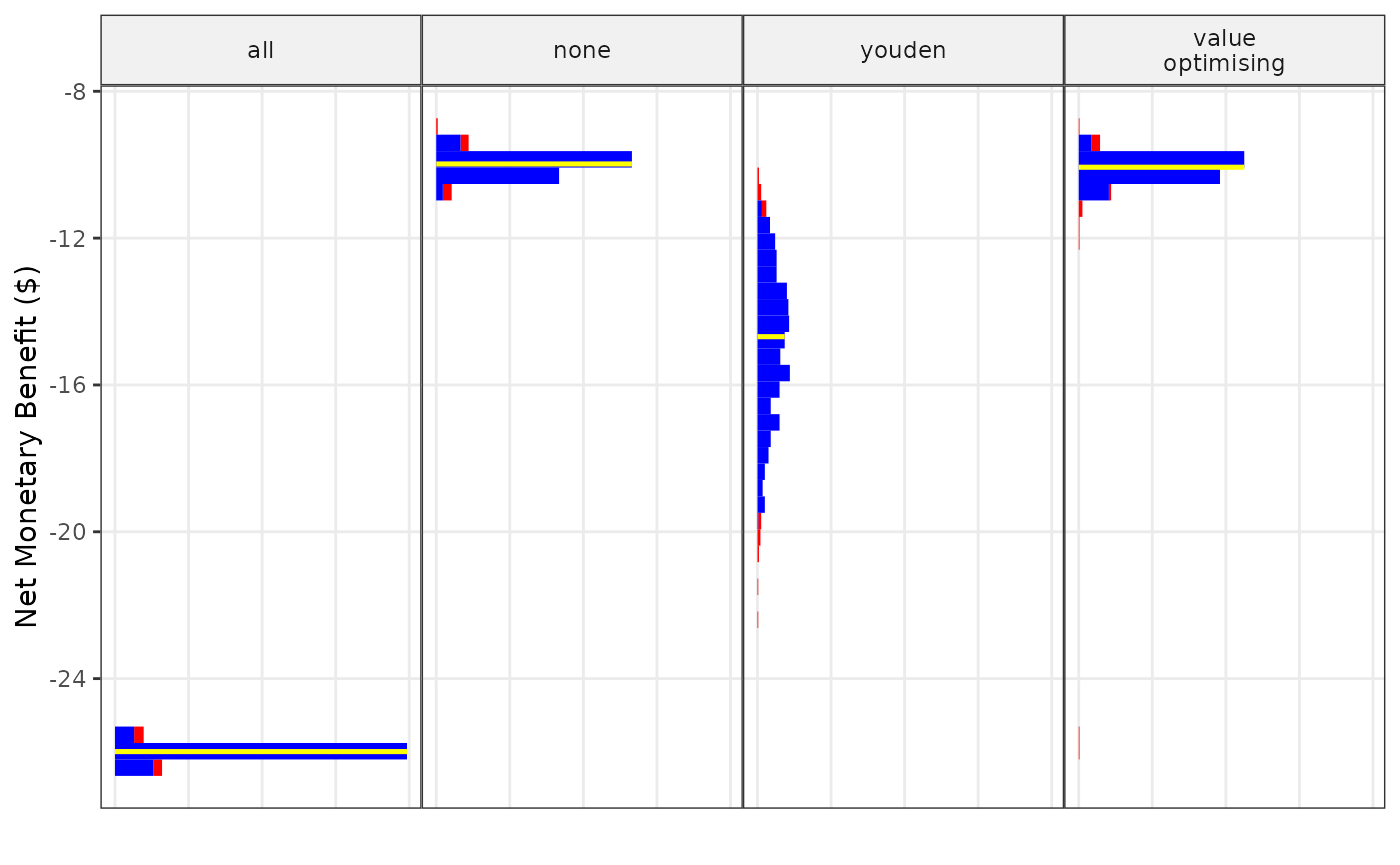 all
none
youden
value
optimising
Net Monetary Benefit ($)
-8
-12
-16
-20
-24